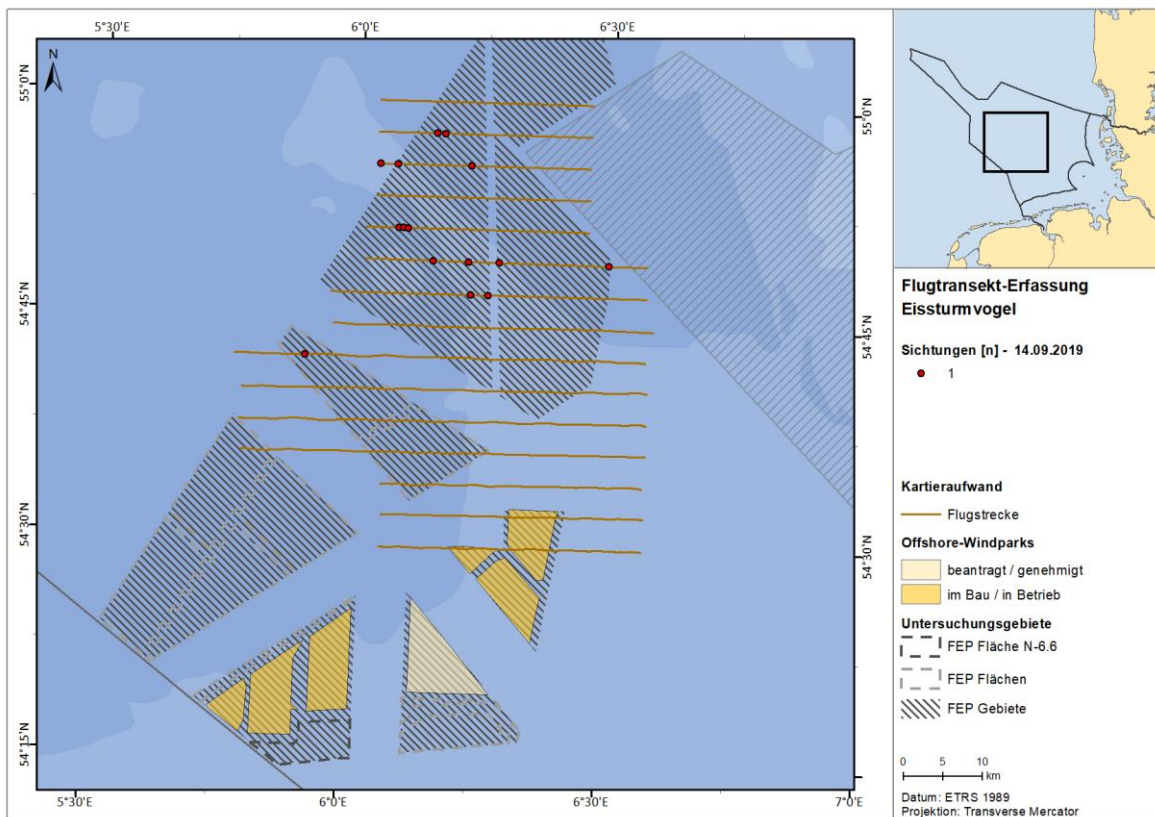 5°30'E
6°0'E
6°30'E
N
55°0'N
54°45'N
54°30'N
54°15'N
55°0'N
54°45'N
54°30'N
5°30'E
6°0'E
6°30'E
7°0'E
Flugtransekt-Erfassung
Eissturmvogel
Sichtungen [n] - 14.09.2019
1
Kartieraufwand
Flugstrecke
Offshore-Windparks
beantragt / genehmigt
im Bau / in Betrieb
Untersuchungsgebiete
FEP Fläche N-6.6
FEP Flächen
FEP Gebiete
0 5 10
km
Datum: ETRS 1989
Projektion: Transverse Mercator